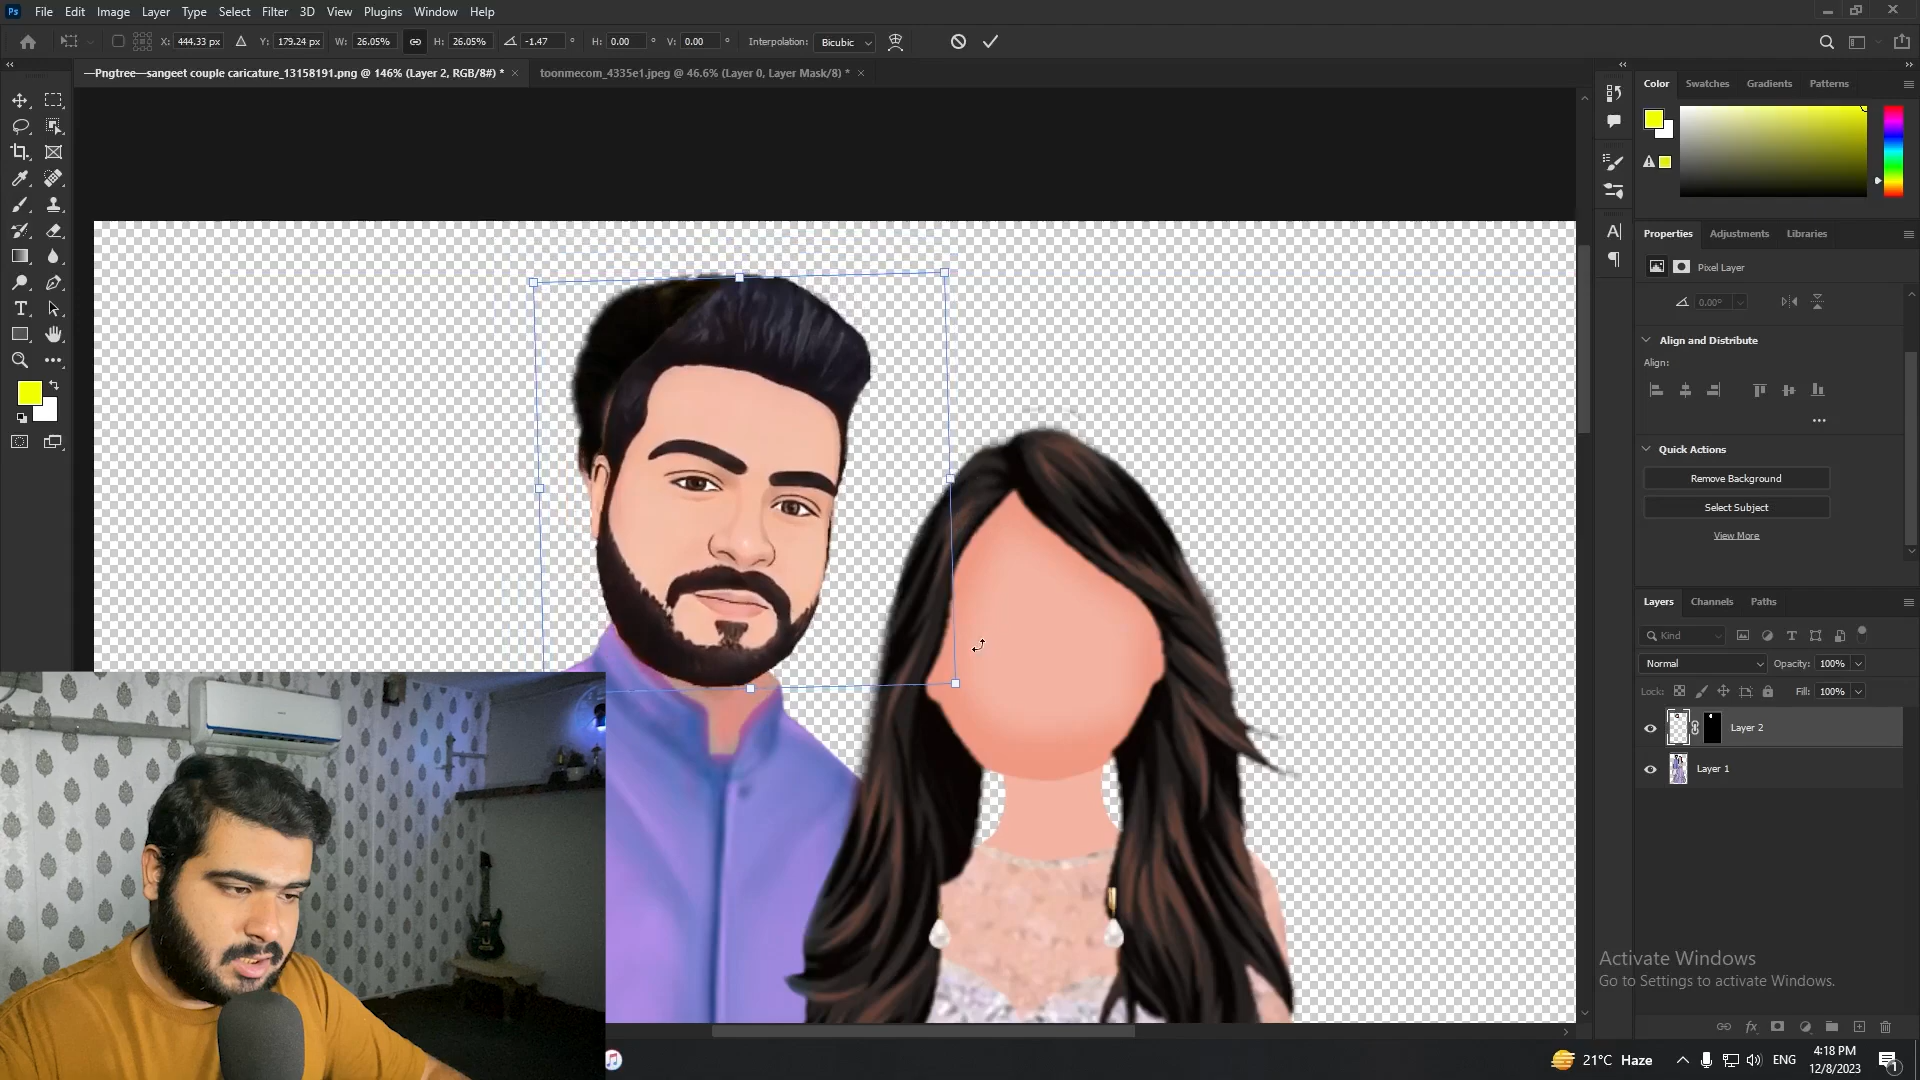 Ps File Edit Image Layer Type Select Filter 3D View Plugins Window Help
X: 444.33 px Y: 179.24 px W: 26.05% H: 26.05% -1.47 ° H: 0.00 ° V: 0.00 ° Interpolation: Bicubic
—Pngtree—sangeet couple caricature_13158191.png @ 146% (Layer 2, RGB/8#) * × toonmecom_4335e1.jpeg @ 46.6% (Layer 0, Layer Mask/8) * ×
Color Swatches Gradients Patterns
Properties Adjustments Libraries
Pixel Layer
0.00°
Align and Distribute
Align:
Quick Actions
Remove Background
Select Subject
View More
Layers Channels Paths
Kind
Normal Opacity: 100%
Lock: Fill: 100%
Layer 2
Layer 1
Activate Windows
Go to Settings to activate Windows.
21°C Haze ENG 4:18 PM
12/8/2023
1